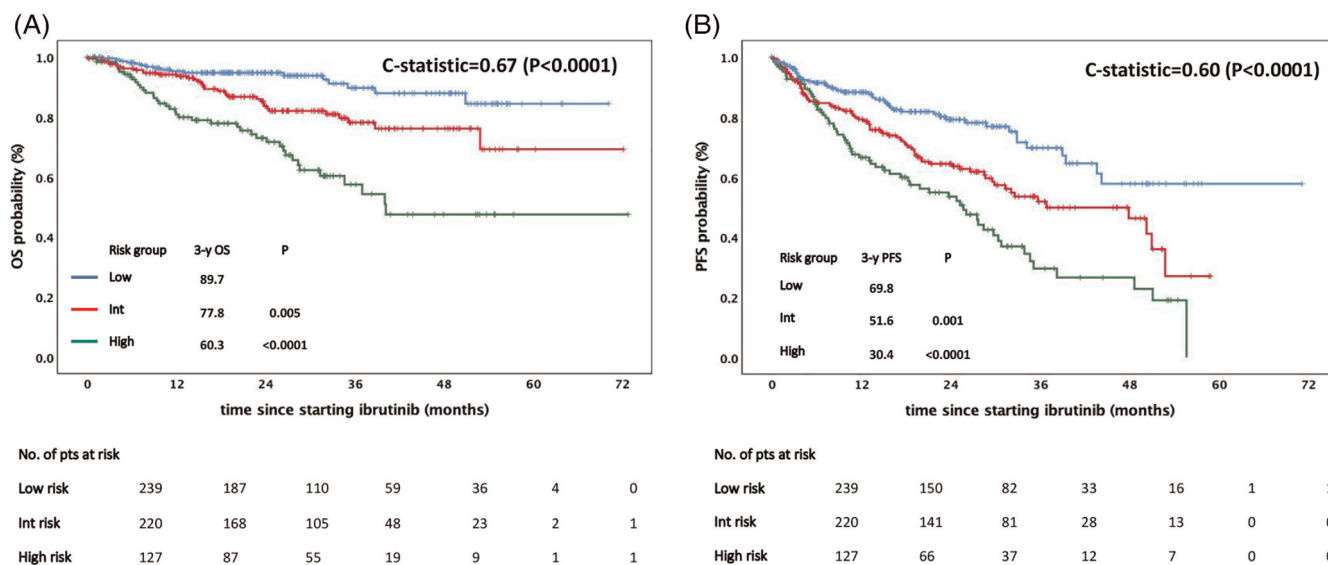 (A)
C-statistic=0.67 (P<0.0001)
OS probability (%)
1.0
0.8
0.6
0.4
0.2
0.0
Risk group 3-y OS P
Low 89.7
Int 77.8 0.005
High 60.3 <0.0001
0 12 24 36 48 60 72
time since starting ibrutinib (months)
No. of pts at risk
Low risk 239 187 110 59 36 4 0
Int risk 220 168 105 48 23 2 1
High risk 127 87 55 19 9 1 1
(B)
C-statistic=0.60 (P<0.0001)
PFS probability (%)
1.0
0.8
0.6
0.4
0.2
0.0
Risk group 3-y PFS P
Low 69.8
Int 51.6 0.001
High 30.4 <0.0001
0 12 24 36 48 60 72
time since starting ibrutinib (months)
No. of pts at risk
Low risk 239 150 82 33 16 1
Int risk 220 141 81 28 13 0
High risk 127 66 37 12 7 0